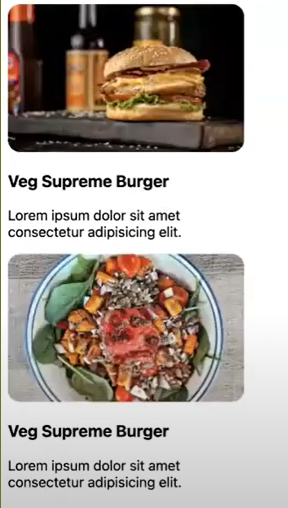 Veg Supreme Burger
Lorem ipsum dolor sit amet
consectetur adipisicing elit.
Veg Supreme Burger
Lorem ipsum dolor sit amet
consectetur adipisicing elit.